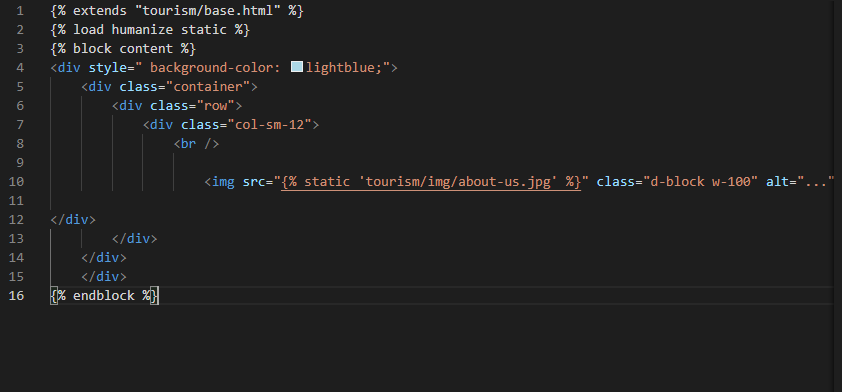 1 {% extends "tourism/base.html" %}
2 {% load humanize static %}
3 {% block content %}
4 <div style=" background-color: lightblue;">
5 <div class="container">
6 <div class="row">
7 <div class="col-sm-12">
8 <br />
9
10 <img src="{% static 'tourism/img/about-us.jpg' %}" class="d-block w-100" alt="..."
11
12 </div>
13 </div>
14 </div>
15 </div>
16 {% endblock %}